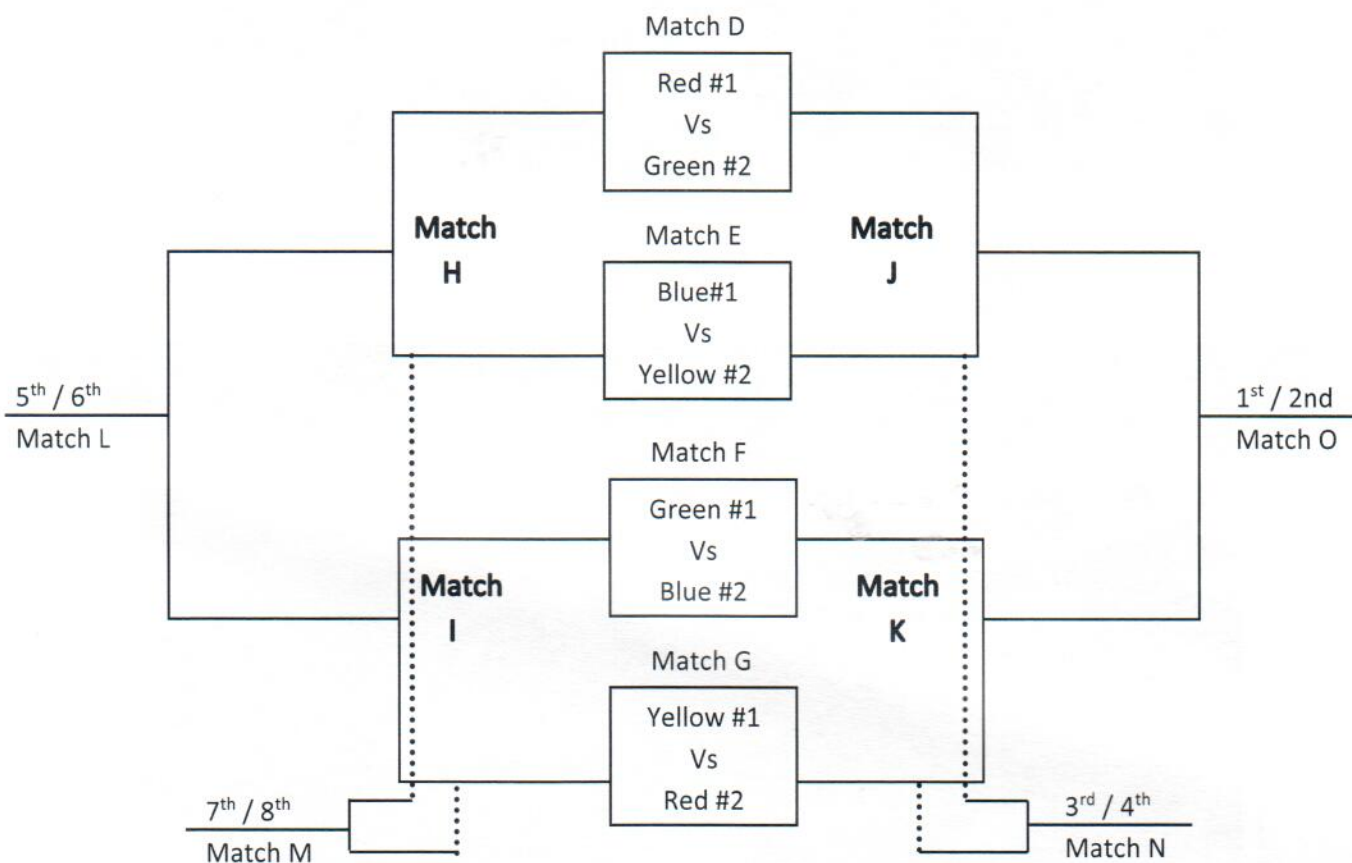 Match D
Red #1
Vs
Green #2
Match
H
Match E
Match
J
Blue#1
Vs
Yellow #2
5th / 6th
Match L
1st / 2nd
Match O
Match F
Green #1
Vs
Blue #2
Match
I
Match
K
Match G
Yellow #1
Vs
Red #2
7th / 8th
Match M
3rd / 4th
Match N